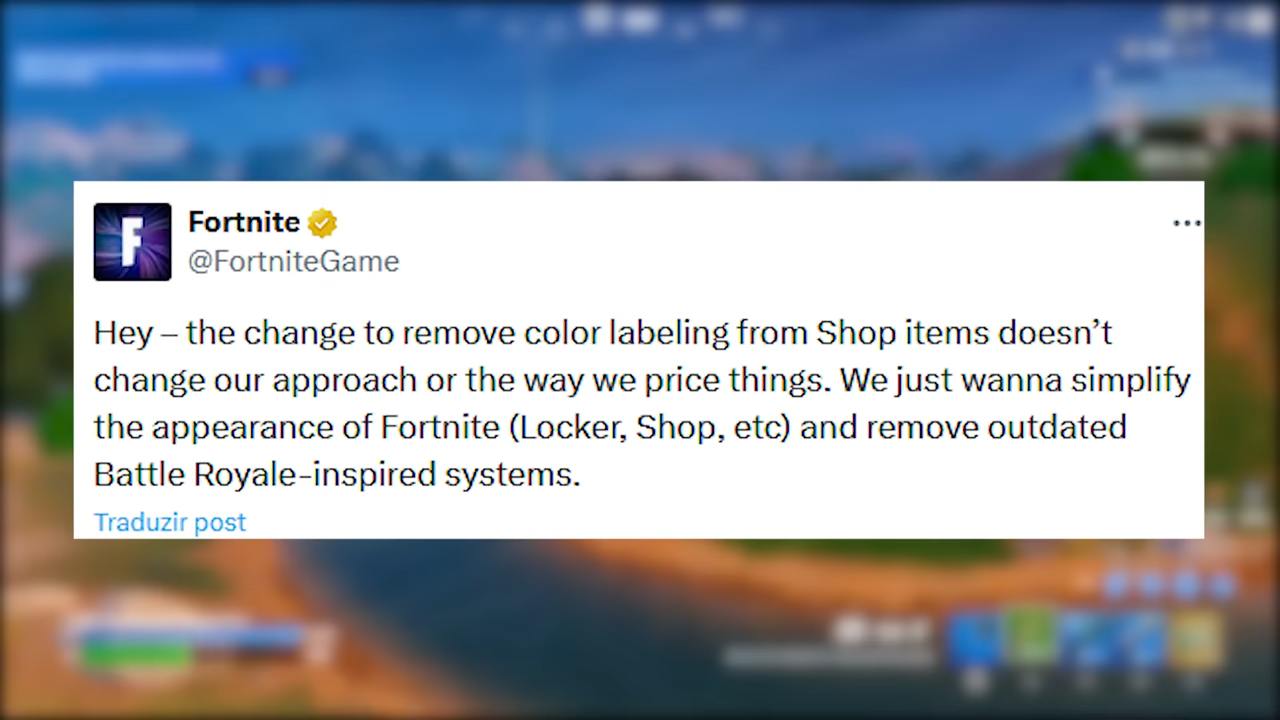 Fortnite
@FortniteGame
Hey – the change to remove color labeling from Shop items doesn’t
change our approach or the way we price things. We just wanna simplify
the appearance of Fortnite (Locker, Shop, etc) and remove outdated
Battle Royale-inspired systems.
Traduzir post